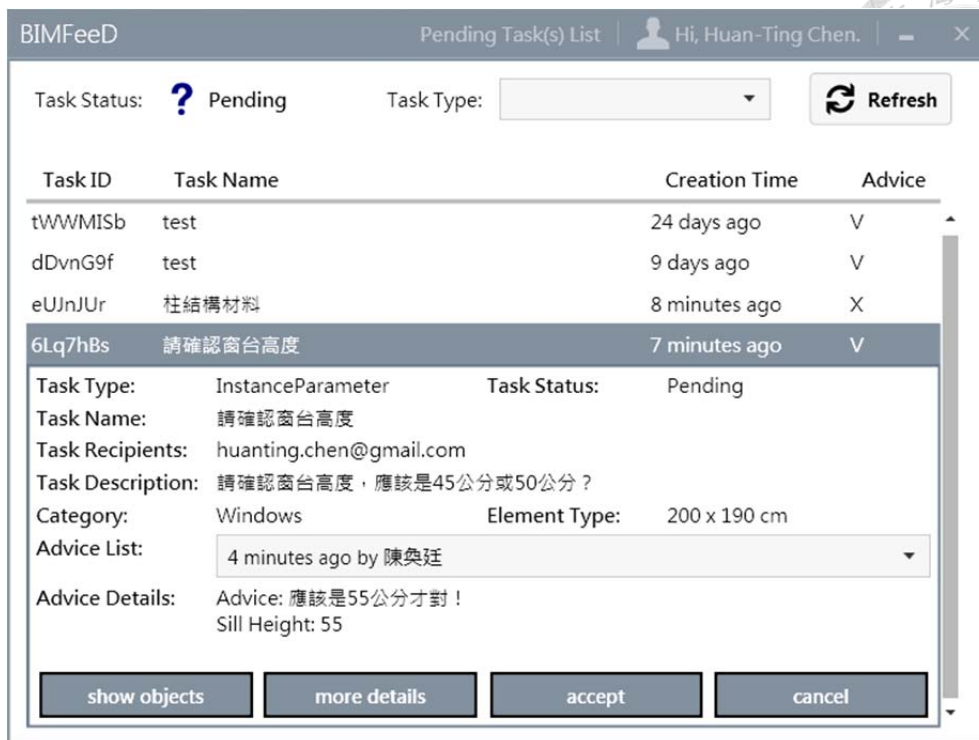 BIMFeeD Pending Task(s) List Hi, Huan-Ting Chen.
Task Status: ? Pending Task Type: Refresh
Task ID Task Name Creation Time Advice
tWWMISb test 24 days ago V
dDvnG9f test 9 days ago V
eUJnJUr 柱結構材料 8 minutes ago X
6Lq7hBs 請確認窗台高度 7 minutes ago V
Task Type: InstanceParameter Task Status: Pending
Task Name: 請確認窗台高度
Task Recipients: huanting.chen@gmail.com
Task Description: 請確認窗台高度，應該是45公分或50公分？
Category: Windows Element Type: 200 x 190 cm
Advice List: 4 minutes ago by 陳奐廷
Advice Details: Advice: 應該是55公分才對！
Sill Height: 55
show objects more details accept cancel